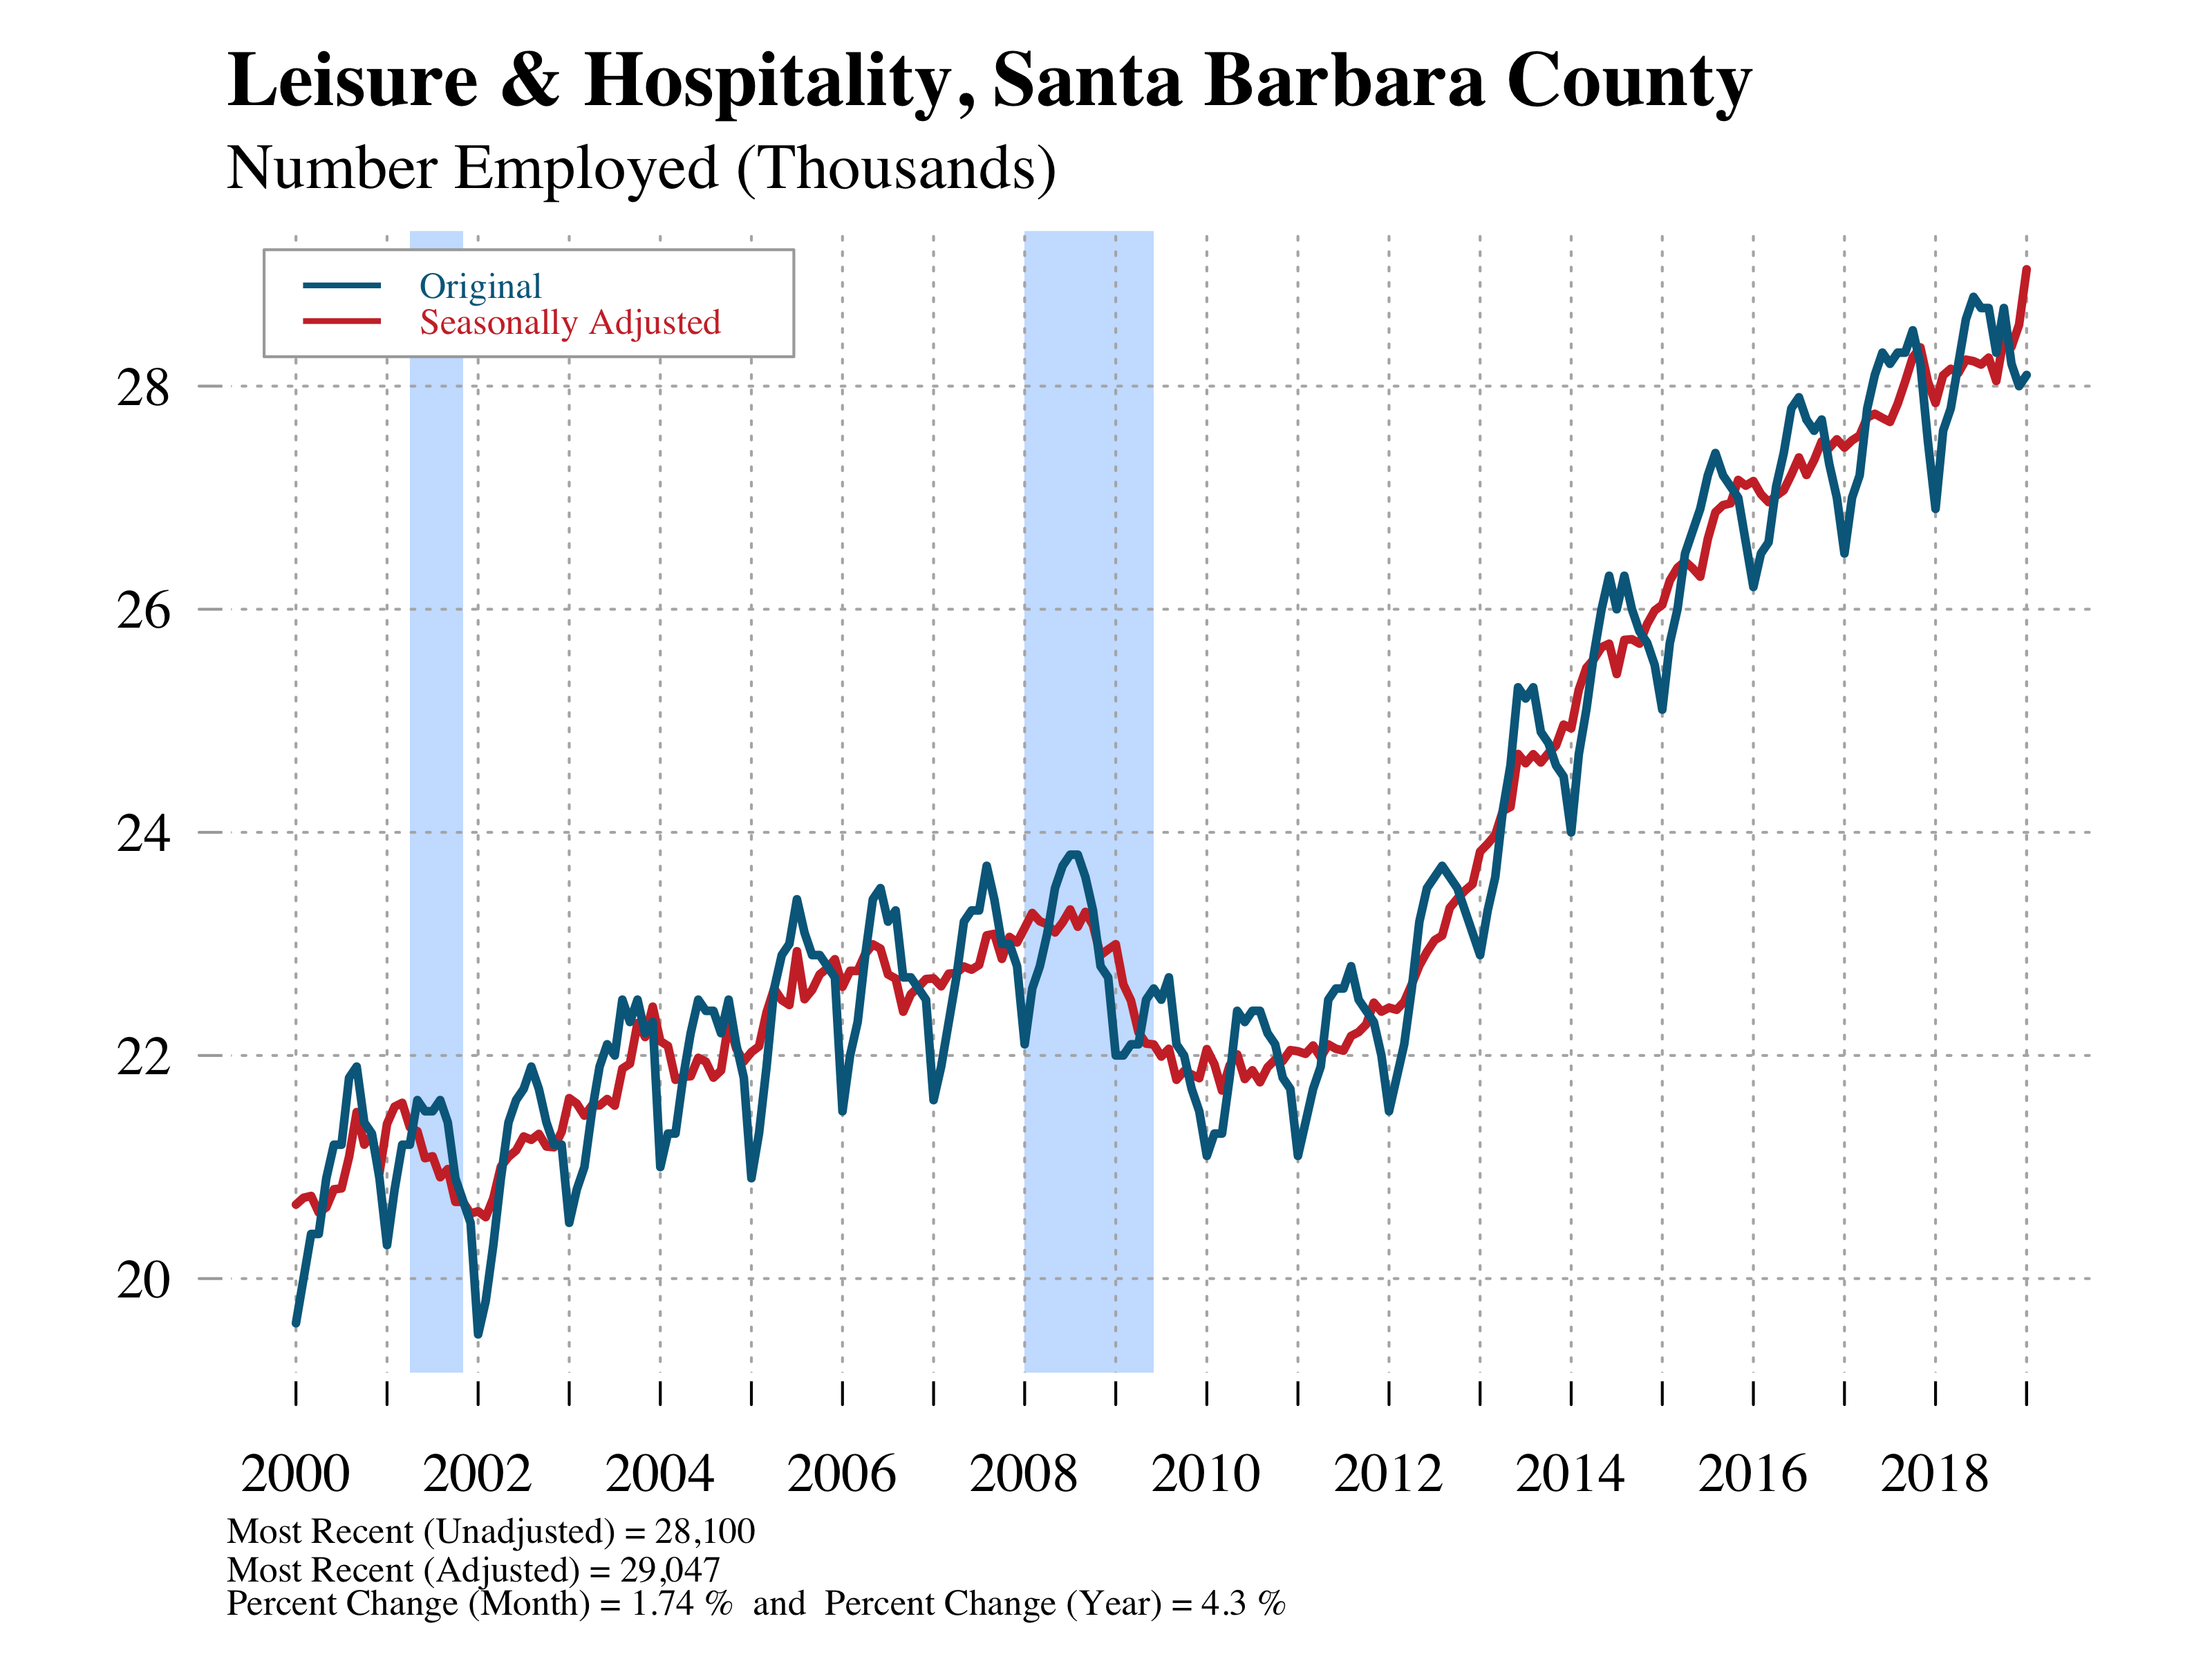 Leisure & Hospitality, Santa Barbara County
Number Employed (Thousands)
Original
Seasonally Adjusted
28
26
24
22
20
2000 2002 2004 2006 2008 2010 2012 2014 2016 2018
Most Recent (Unadjusted) = 28,100
Most Recent (Adjusted) = 29,047
Percent Change (Month) = 1.74 % and Percent Change (Year) = 4.3 %